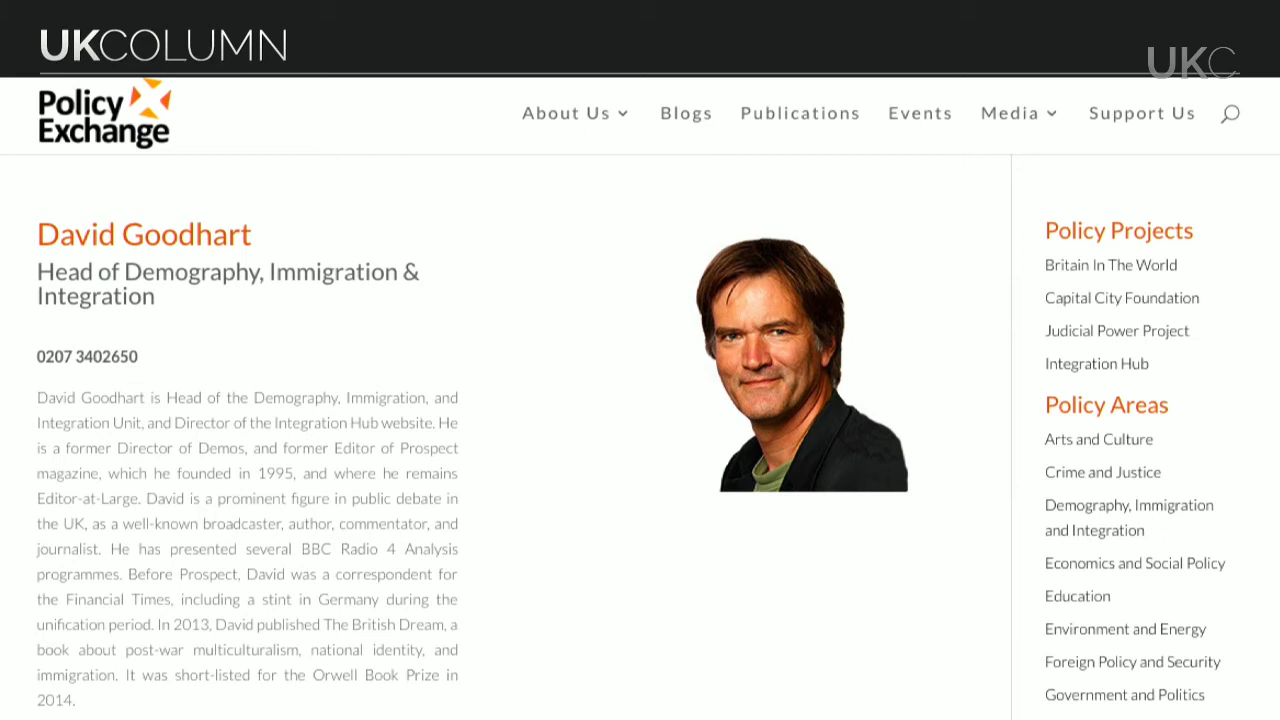 UKCOLUMN
UKC
Policy
Exchange
About Us
Blogs
Publications
Events
Media
Support Us
David Goodhart
Head of Demography, Immigration &
Integration
0207 3402650
David Goodhart is Head of the Demography, Immigration, and
Integration Unit, and Director of the Integration Hub website. He
is a former Director of Demos, and former Editor of Prospect
magazine, which he founded in 1995, and where he remains
Editor-at-Large. David is a prominent figure in public debate in
the UK, as a well-known broadcaster, author, commentator, and
journalist. He has presented several BBC Radio 4 Analysis
programmes. Before Prospect, David was a correspondent for
the Financial Times, including a stint in Germany during the
unification period. In 2013, David published The British Dream, a
book about post-war multiculturalism, national identity, and
immigration. It was short-listed for the Orwell Book Prize in
2014.
Policy Projects
Britain In The World
Capital City Foundation
Judicial Power Project
Integration Hub
Policy Areas
Arts and Culture
Crime and Justice
Demography, Immigration
and Integration
Economics and Social Policy
Education
Environment and Energy
Foreign Policy and Security
Government and Politics